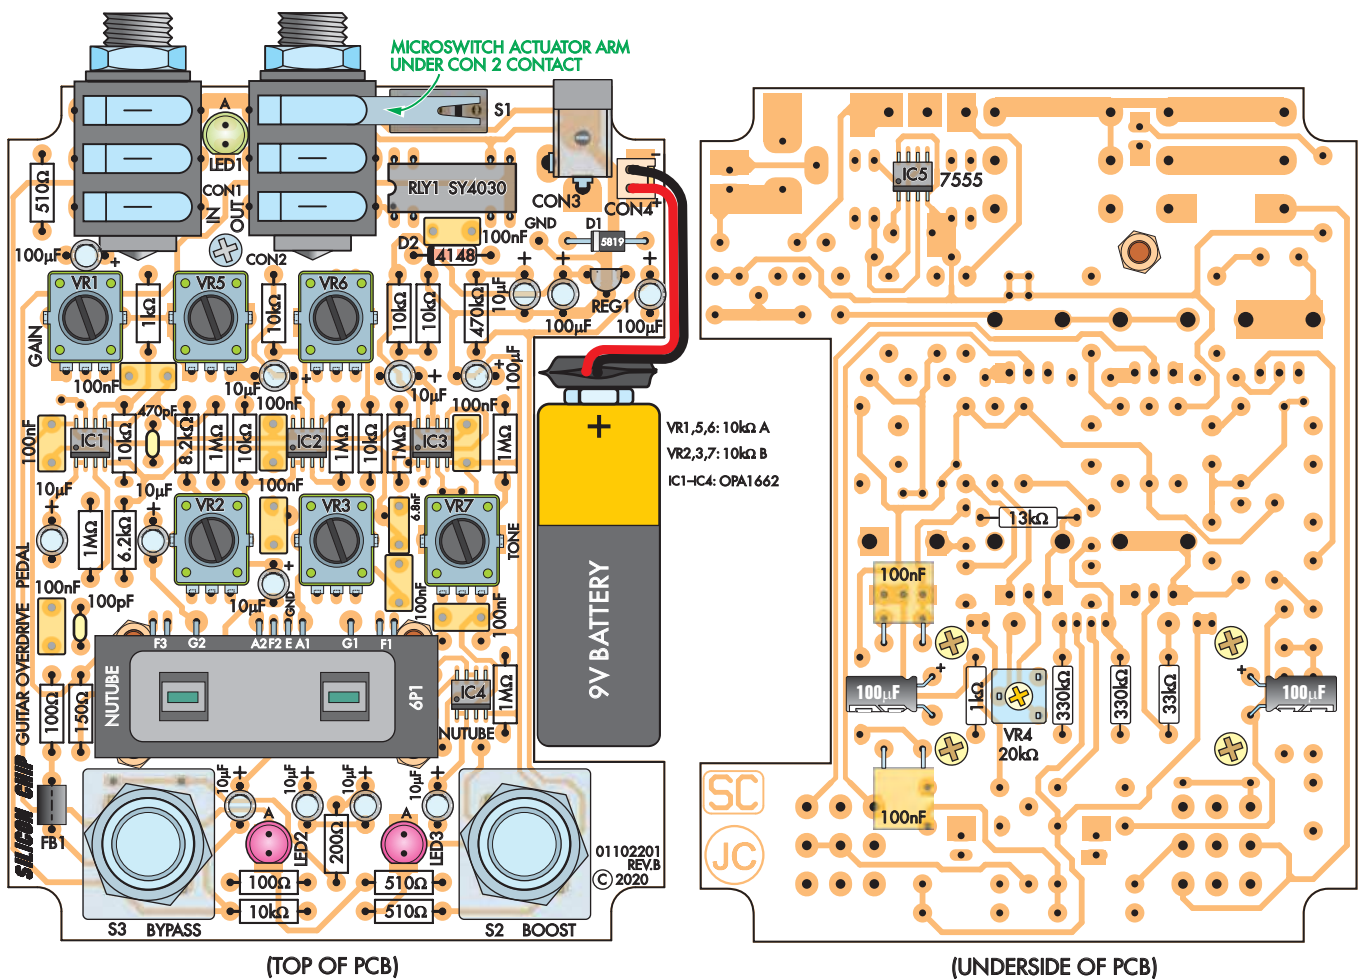 MICROSWITCH ACTUATOR ARM
UNDER CON 2 CONTACT
A
S1
LED1
510Ω
CON1
IN
OUT
RLY1 SY4030
CON3
CON4
–
+
GND
D1
5819
100µF
+
CON2
D2
4148
100nF
REG1
+
10µF
+
100µF
+
100µF
GAIN
VR1
1kΩ
VR5
10kΩ
VR6
10kΩ
10kΩ
470kΩ
100nF
10µF
+
100nF
+
10µF
+
100µF
100nF
100nF
IC1
10kΩ
470pF
8.2kΩ
1MΩ
10kΩ
IC2
1MΩ
10kΩ
1MΩ
IC3
1MΩ
100nF
10µF
+
1MΩ
6.2kΩ
10µF
+
VR2
VR3
6.8nF
VR7
TONE
100nF
100pF
10µF
+
GND
100nF
100nF
+
9V BATTERY
VR1,5,6: 10kΩ A
VR2,3,7: 10kΩ B
IC1–IC4: OPA1662
F3
G2
A2
F2
E
A1
G1
F1
NUTUBE
6P1
IC4
NUTUBE
1MΩ
100Ω
150Ω
GUITAR OVERDRIVE PEDAL
SILICON CHIP
FB1
10µF
+
10µF
+
10µF
+
10µF
+
A
LED2
200Ω
A
LED3
100Ω
510Ω
10kΩ
510Ω
01102201
REV.B
© 2020
S3 BYPASS
S2 BOOST
(TOP OF PCB)
IC5
7555
13kΩ
100nF
+
100µF
1kΩ
VR4
20kΩ
330kΩ
330kΩ
33kΩ
+
100µF
100nF
SC
JC
(UNDERSIDE OF PCB)